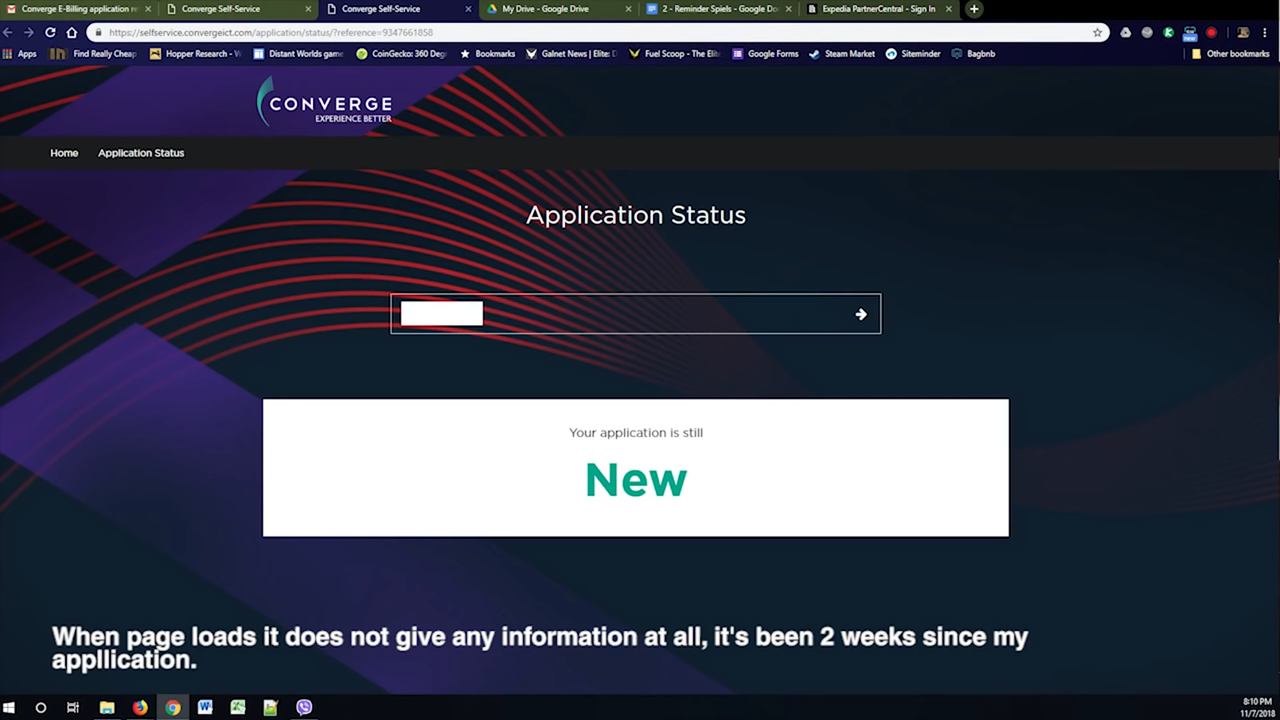 Converge E-Billing application re
Converge Self-Service
Converge Self-Service
My Drive - Google Drive
2 - Reminder Spiels - Google Do
Expedia PartnerCentral - Sign In
https://selfservice.convergeict.com/application/status/?reference=9347661858
Apps
Find Really Cheap
Hopper Research - W
Distant Worlds game
CoinGecko: 360 Deg
Bookmarks
Galnet News | Elite: D
Fuel Scoop - The Elite
Google Forms
Steam Market
Siteminder
Bagbnb
Other bookmarks
CONVERGE
EXPERIENCE BETTER
Home Application Status
Application Status
Your application is still
New
When page loads it does not give any information at all, it's been 2 weeks since my
appllication.
8:10 PM
11/7/2018